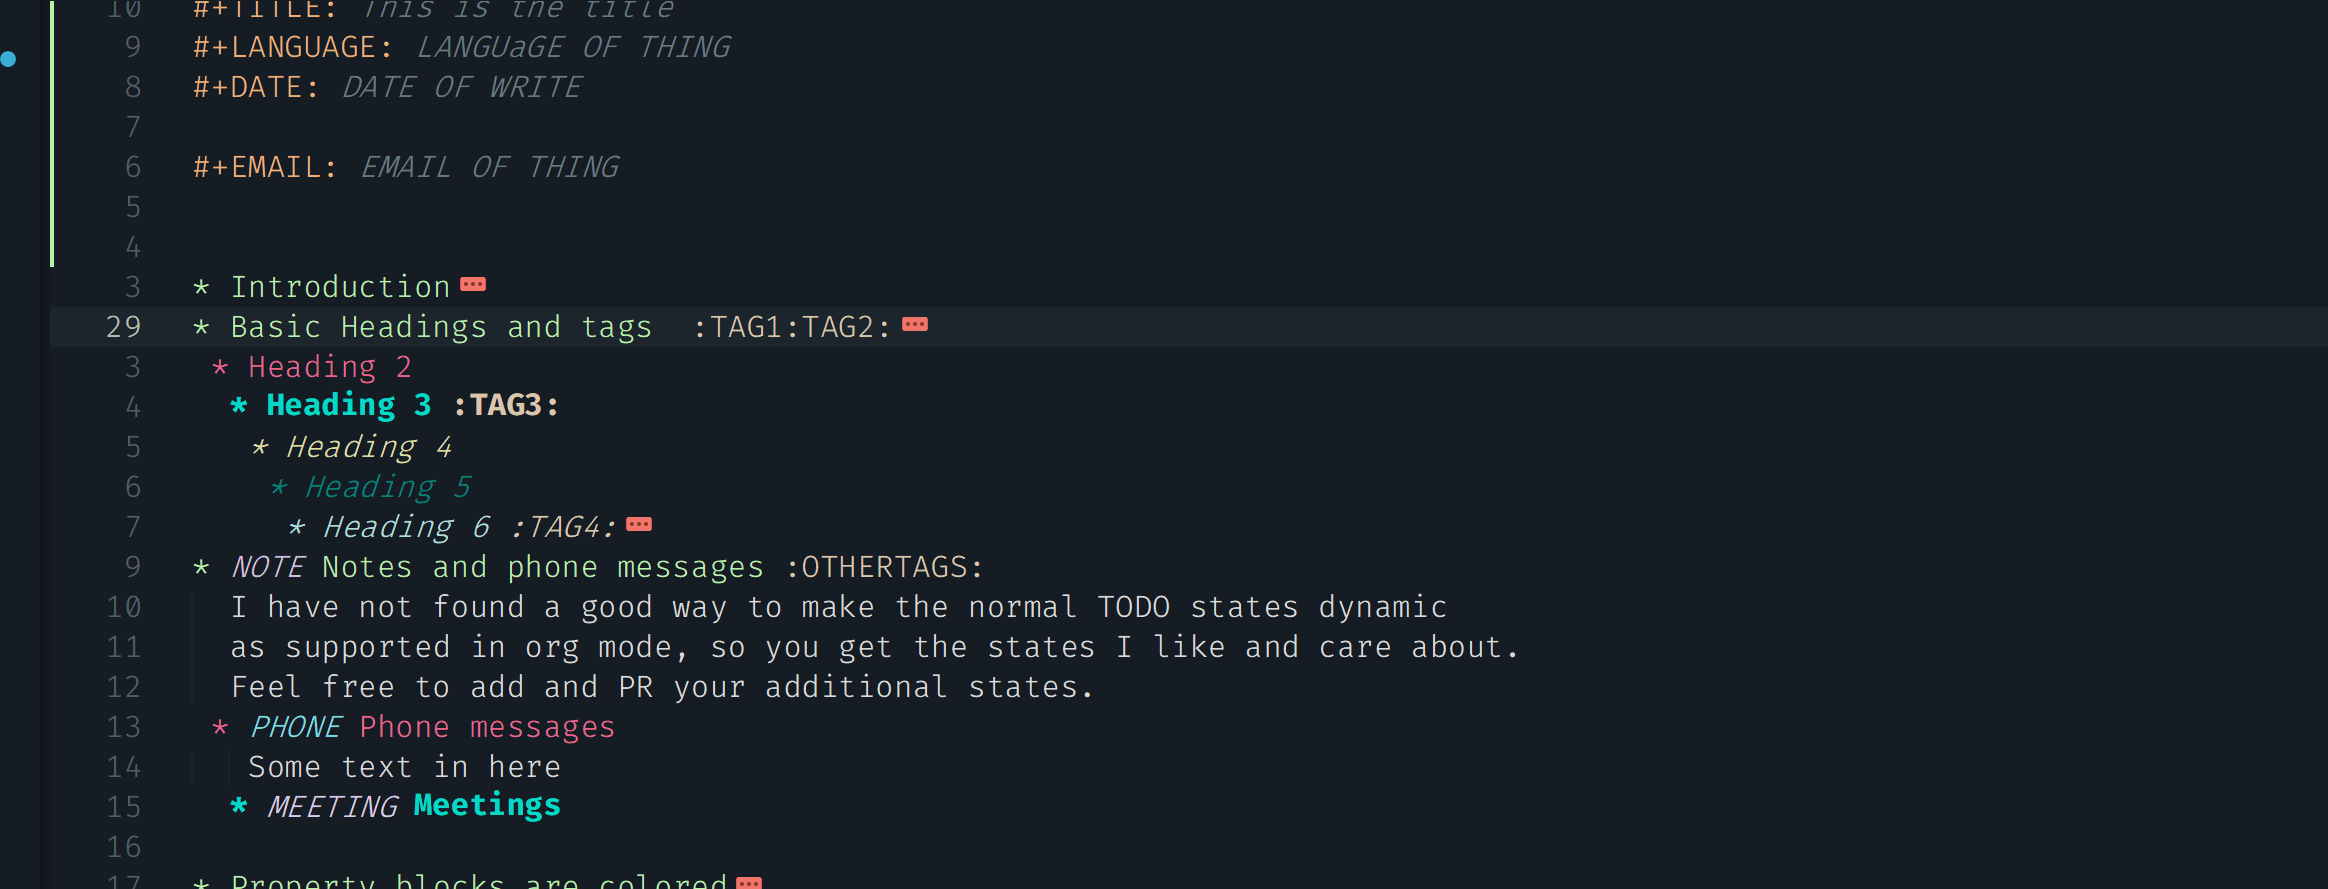 10 #+TITLE: This is the title
9 #+LANGUAGE: LANGUaGE OF THING
8 #+DATE: DATE OF WRITE
7
6 #+EMAIL: EMAIL OF THING
5
4
3 * Introduction
29 * Basic Headings and tags :TAG1:TAG2:
3 * Heading 2
4 * Heading 3 :TAG3:
5 * Heading 4
6 * Heading 5
7 * Heading 6 :TAG4:
9 * NOTE Notes and phone messages :OTHERTAGS:
10 I have not found a good way to make the normal TODO states dynamic
11 as supported in org mode, so you get the states I like and care about.
12 Feel free to add and PR your additional states.
13 * PHONE Phone messages
14 Some text in here
15 * MEETING Meetings
16
17 * Property blocks are colored